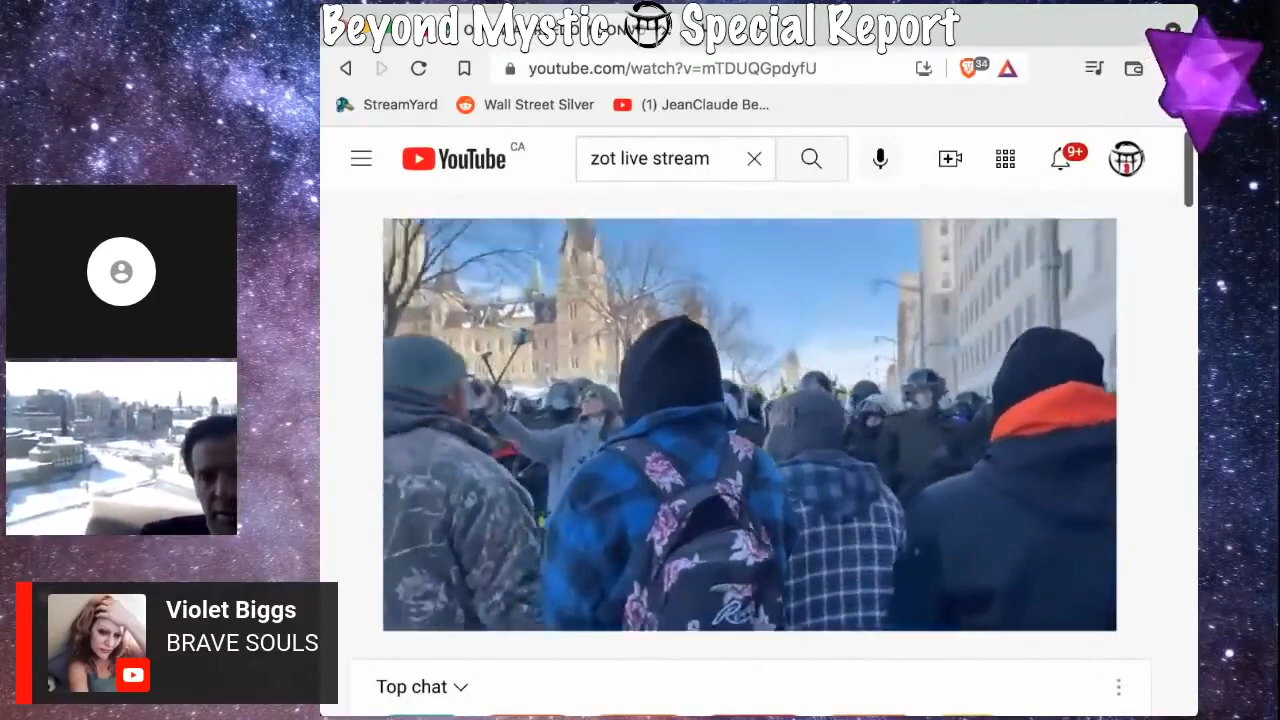 Beyond Mystic Special Report
youtube.com/watch?v=mTDUQGpdyfU
34
StreamYard
Wall Street Silver
(1) JeanClaude Be...
YouTube CA
zot live stream
9+
Violet Biggs
BRAVE SOULS
Top chat